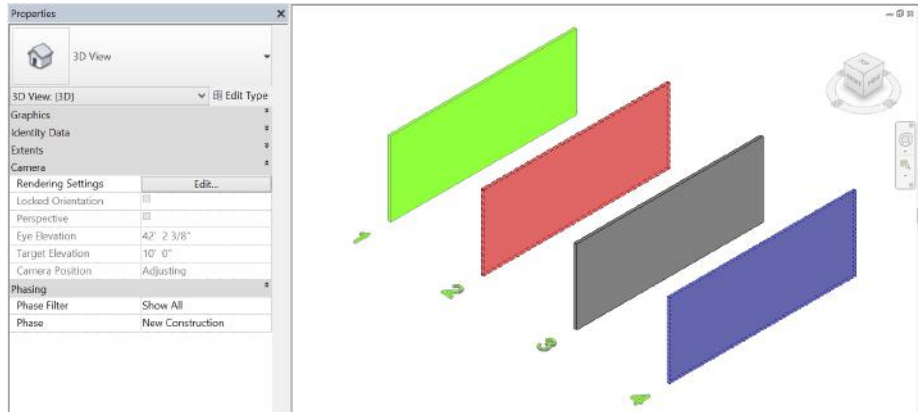 Properties
3D View
3D View: {3D}
Edit Type
Graphics
Identity Data
Extents
Camera
Rendering Settings Edit...
Locked Orientation
Perspective
Eye Elevation 42' 2 3/8"
Target Elevation 10' 0"
Camera Position Adjusting
Phasing
Phase Filter Show All
Phase New Construction
TOP
FRONT
1
2
3
4